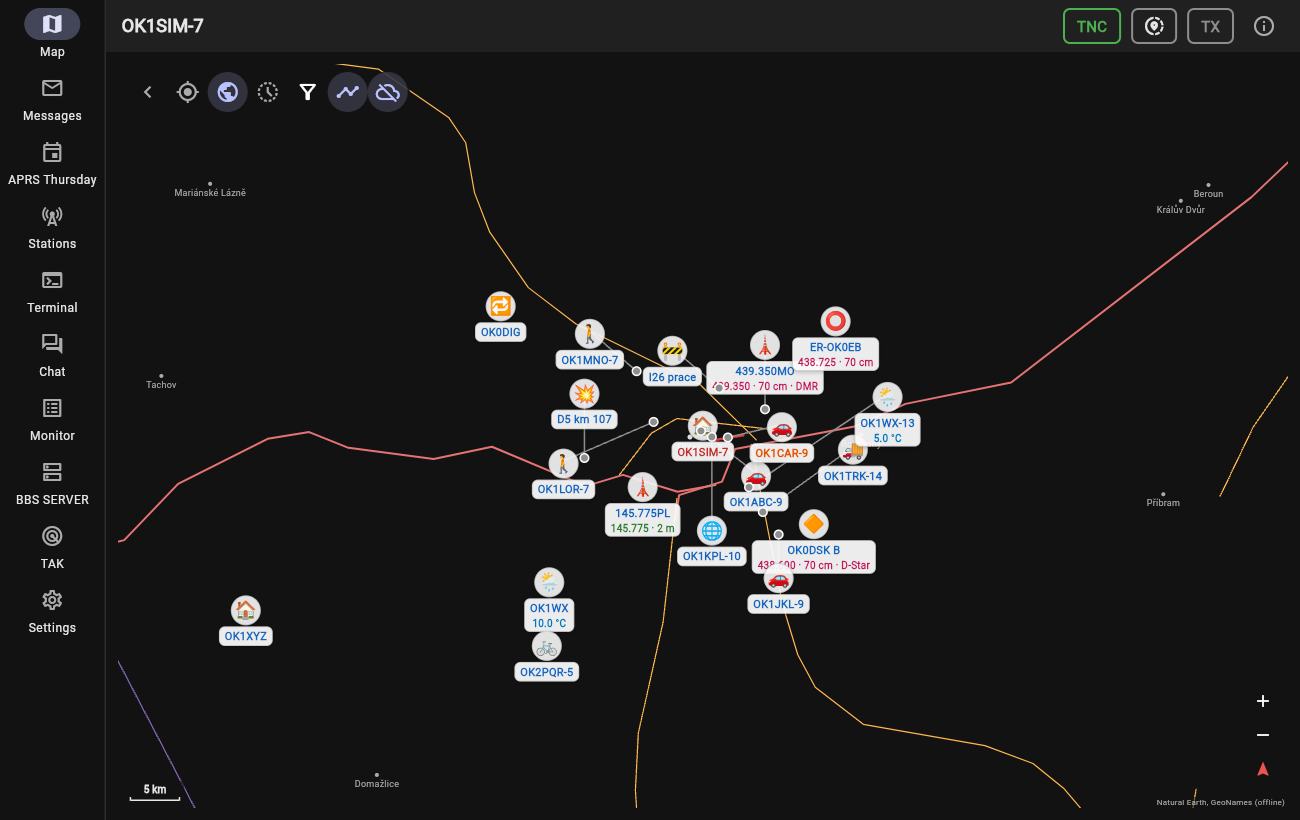 OK1SIM-7
TNC
TX
Map
Messages
APRS Thursday
Stations
Terminal
Chat
Monitor
BBS SERVER
TAK
Settings
Mariánské Lázně
Beroun
Králův Dvůr
OK0DIG
OK1MNO-7
I26 prace
439.350MO
439.350 · 70 cm · DMR
ER-OK0EB
438.725 · 70 cm
Tachov
D5 km 107
OK1WX-13
5.0 °C
OK1SIM-7
OK1CAR-9
OK1TRK-14
OK1LOR-7
OK1ABC-9
Příbram
145.775PL
145.775 · 2 m
OK1KPL-10
OK0DSK B
70 cm · D-Star
OK1JKL-9
OK1WX
10.0 °C
OK1XYZ
OK2PQR-5
Domažlice
5 km
Natural Earth, GeoNames (offline)